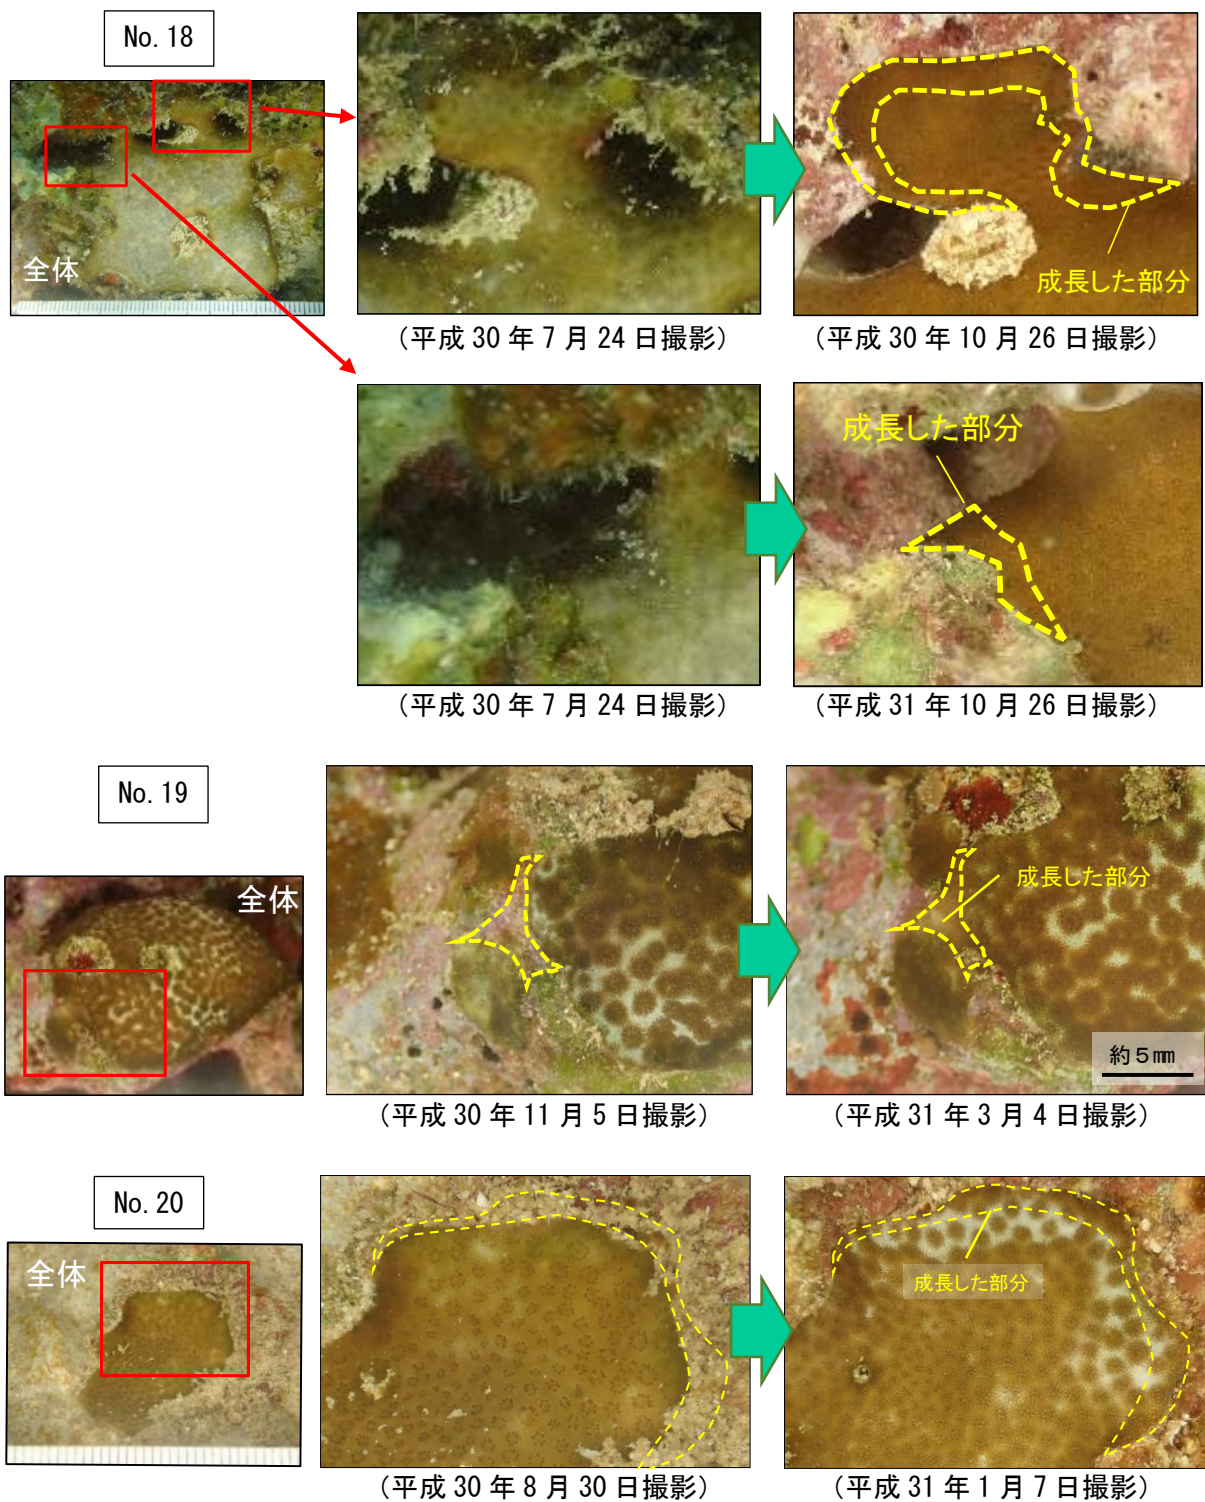 No. 18
全体
成長した部分
(平成 30 年 7 月 24 日撮影)
(平成 30 年 10 月 26 日撮影)
成長した部分
(平成 30 年 7 月 24 日撮影)
(平成 31 年 10 月 26 日撮影)
No. 19
全体
成長した部分
約５㎜
(平成 30 年 11 月 5 日撮影)
(平成 31 年 3 月 4 日撮影)
No. 20
全体
成長した部分
(平成 30 年 8 月 30 日撮影)
(平成 31 年 1 月 7 日撮影)